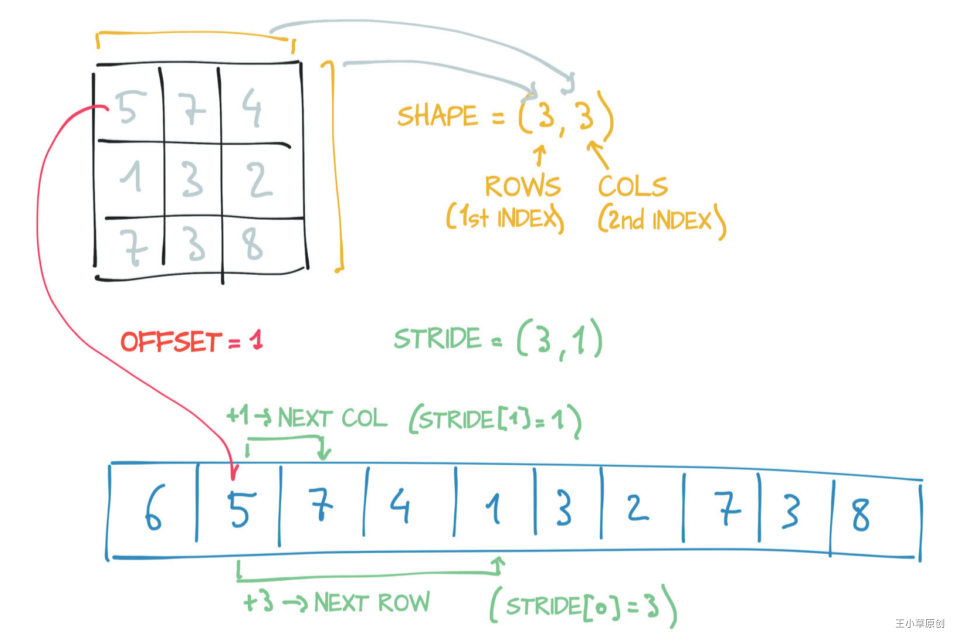 5 7 4
1 3 2
7 3 8
SHAPE = (3, 3)
ROWS
(1st INDEX)
COLS
(2nd INDEX)
OFFSET = 1
STRIDE = (3,1)
+1 → NEXT COL (STRIDE[1]=1)
6 5 7 4 1 3 2 7 3 8
+3 → NEXT ROW (STRIDE[0]=3)
王小草原创